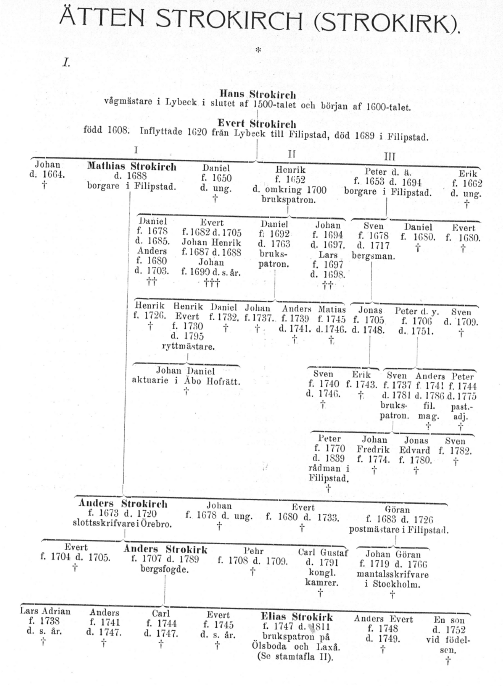 ÄTTEN STROKIRCH (STROKIRK).
*
I.
Hans Strokirch
vågmästare i Lybeck i slutet af 1500-talet och början af 1600-talet.
Evert Strokirch
född 1608. Inflyttade 1620 från Lybeck till Filipstad, död 1689 i Filipstad.
I II III
Johan
d. 1664.
†
Mathias Strokirch
d. 1688
borgare i Filipstad.
Daniel
f. 1650
d. ung.
†
Henrik
f. 1652
d. omkring 1700
brukspatron.
Peter d. ä.
f. 1653 d. 1694
borgare i Filipstad.
Erik
f. 1662
d. ung.
†
Daniel
f. 1678
d. 1685.
Anders
f. 1680
d. 1703.
††
Evert
f. 1682 d. 1705
Johan Henrik
f. 1687 d. 1688
Johan
f. 1690 d. s. år.
†††
Daniel
f. 1692
d. 1763
bruks-
patron.
Johan
f. 1694
d. 1697.
Lars
f. 1697
d. 1698.
††
Sven
f. 1678
d. 1717
bergsman.
Daniel
f. 1680.
†
Evert
f. 1680.
†
Henrik
f. 1726.
†
Henrik
Evert
f. 1730
d. 1795
ryttmästare.
Daniel
f. 1732.
†
Johan
f. 1737.
†
Anders
f. 1739
d. 1741.
†
Matias
f. 1745
d. 1746.
†
Jonas
f. 1705
d. 1748.
Peter d. y.
f. 1706
d. 1751.
Sven
d. 1709.
†
Johan Daniel
aktuarie i Åbo Hofrätt.
†
Sven
f. 1740
d. 1746.
†
Erik
f. 1743.
†
Sven
f. 1737
d. 1781
bruks-
patron.
Anders
f. 1741
d. 1786
fil.
mag.
†
Peter
f. 1744
d. 1775
past.-
adj.
†
Peter
f. 1770
d. 1839
rådman i
Filipstad.
†
Johan
Fredrik
f. 1774.
†
Jonas
Edvard
f. 1780.
†
Sven
f. 1782.
†
Anders Strokirch
f. 1673 d. 1720
slottsskrifvare i Örebro.
Johan
f. 1678 d. ung.
†
Evert
f. 1680 d. 1733.
†
Göran
f. 1683 d. 1726
postmästare i Filipstad.
Evert
f. 1704 d. 1705.
†
Anders Strokirk
f. 1707 d. 1789
bergsfogde.
Pehr
f. 1708 d. 1709.
†
Carl Gustaf
d. 1791
kongl.
kamrer.
†
Johan Göran
f. 1719 d. 1766
mantalsskrifvare
i Stockholm.
†
Lars Adrian
f. 1738
d. s. år.
†
Anders
f. 1741
d. 1747.
†
Carl
f. 1744
d. 1747.
†
Evert
f. 1745
d. s. år.
†
Elias Strokirk
f. 1747 d. 1811
brukspatron på
Ölsboda och Laxå.
(Se stamtafla II).
Anders Evert
f. 1748
d. 1749.
†
En son
d. 1752
vid födel-
sen.
†